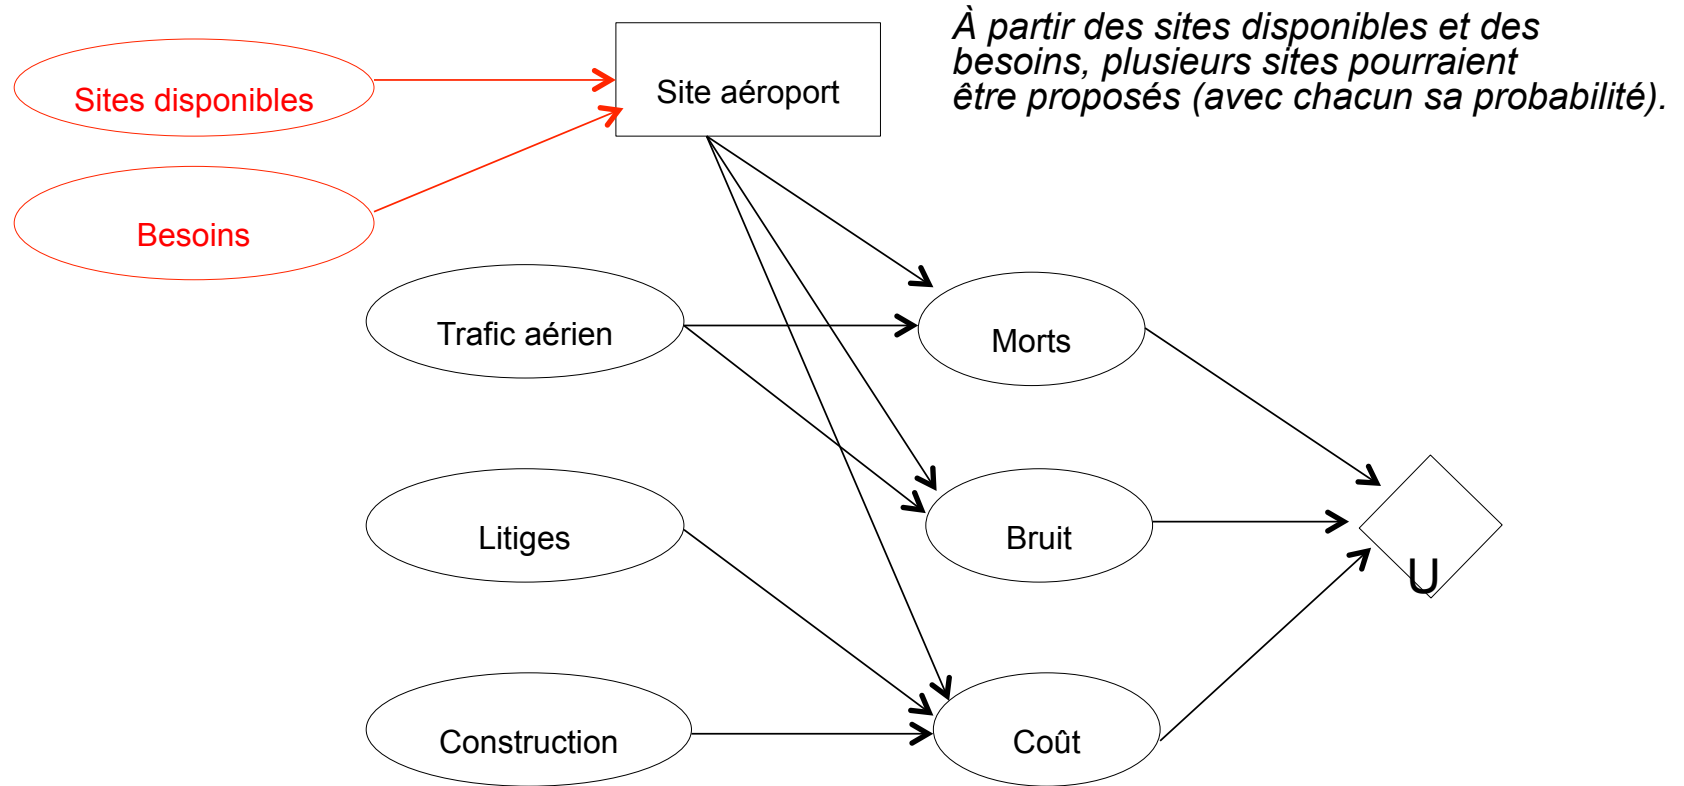 À partir des sites disponibles et des
besoins, plusieurs sites pourraient
être proposés (avec chacun sa probabilité).
Sites disponibles
Site aéroport
Besoins
Trafic aérien
Morts
Litiges
Bruit
U
Construction
Coût